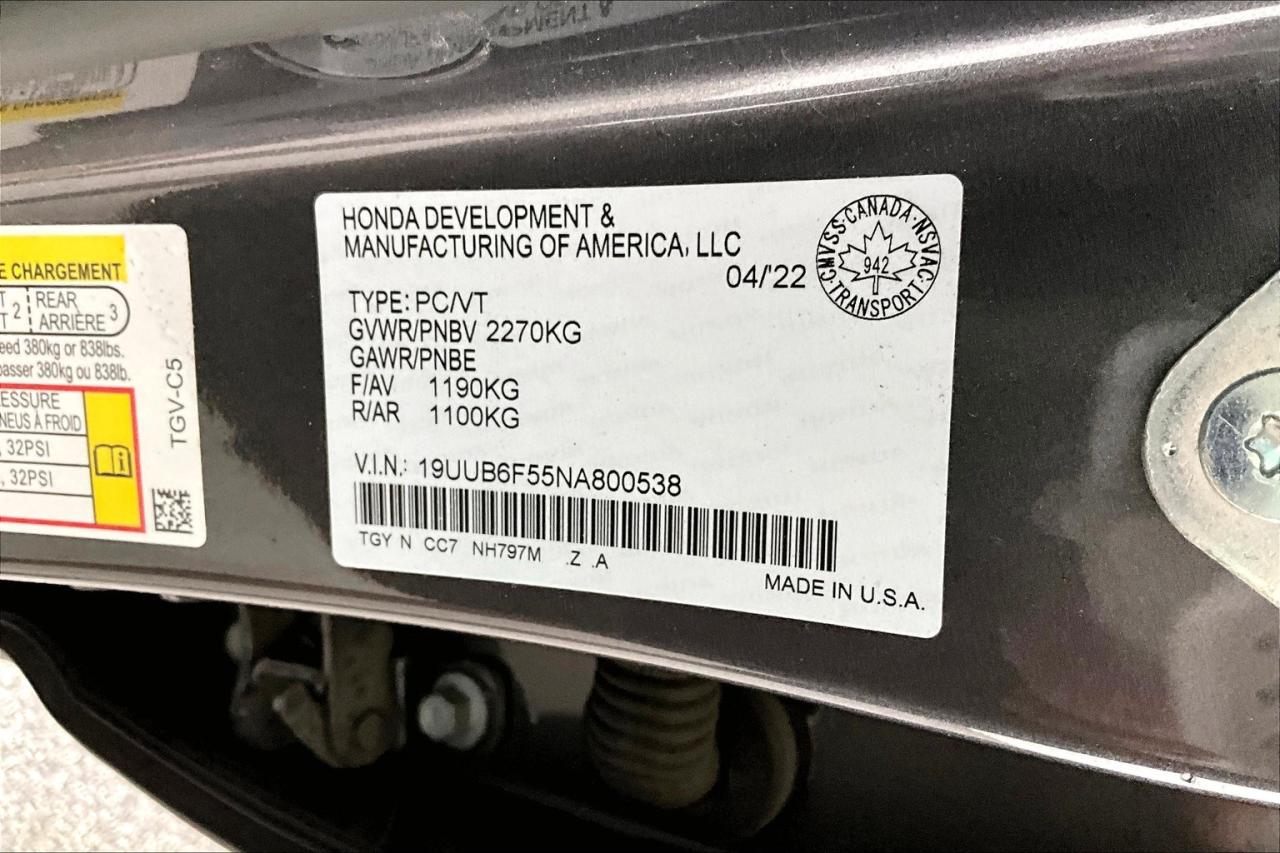 E CHARGEMENT
T 2 REAR 3
ARRIÈRE
eed 380kg or 838lbs.
passer 380kg ou 838lb.
ESSURE
NEUS À FROID
, 32PSI
, 32PSI
TGV-C5
HONDA DEVELOPMENT &
MANUFACTURING OF AMERICA, LLC
04/'22
CMVSS·CANADA·NSVAC·TRANSPORT
942
TYPE: PC/VT
GVWR/PNBV 2270KG
GAWR/PNBE
F/AV 1190KG
R/AR 1100KG
V.I.N.: 19UUB6F55NA800538
TGY N CC7 NH797M .Z .A
MADE IN U.S.A.